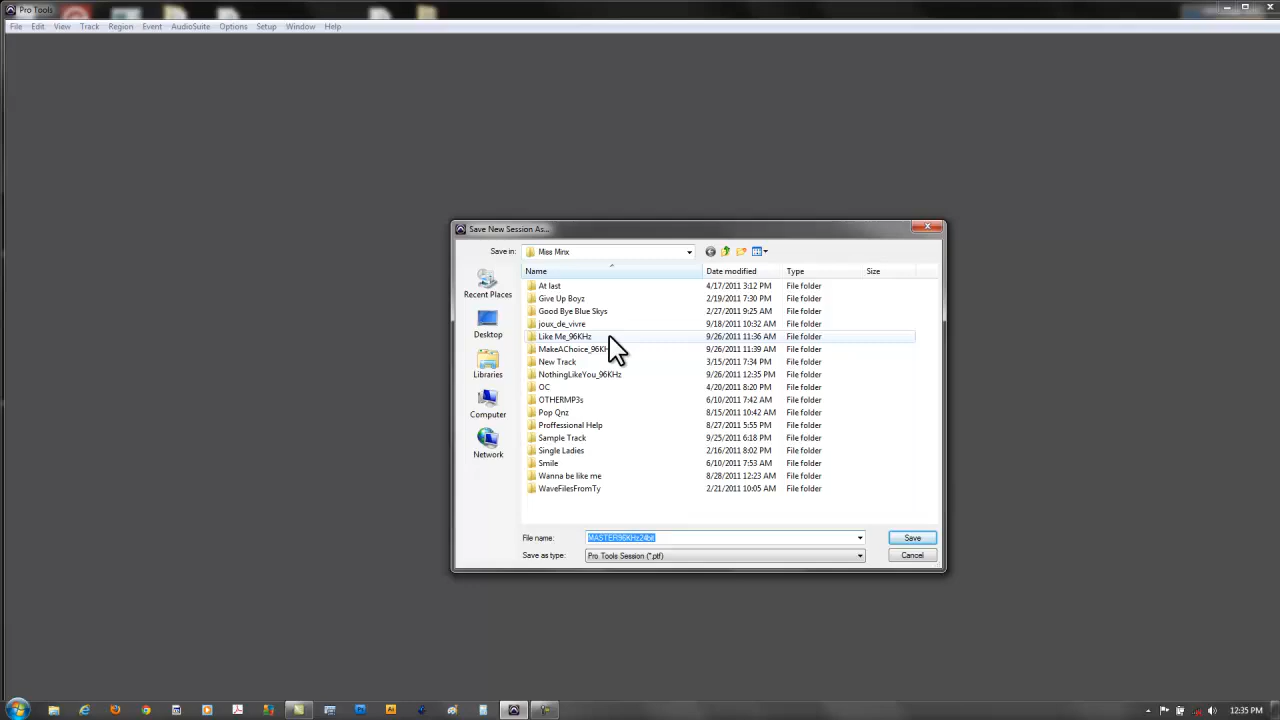 Pro Tools
File Edit View Track Region Event AudioSuite Options Setup Window Help
Save New Session As...
Save in: Miss Minx
Name Date modified Type Size
Recent Places
Desktop
Libraries
Computer
Network
At last 4/17/2011 3:12 PM File folder
Give Up Boyz 2/19/2011 7:30 PM File folder
Good Bye Blue Skys 2/27/2011 9:25 AM File folder
joux_de_vivre 9/18/2011 10:32 AM File folder
Like Me_96KHz 9/26/2011 11:36 AM File folder
MakeAChoice_96KH 9/26/2011 11:39 AM File folder
New Track 3/15/2011 7:34 PM File folder
NothingLikeYou_96KHz 9/26/2011 12:35 PM File folder
OC 4/20/2011 8:20 PM File folder
OTHERMP3s 6/10/2011 7:42 AM File folder
Pop Qnz 8/15/2011 10:42 AM File folder
Proffessional Help 8/27/2011 5:55 PM File folder
Sample Track 9/25/2011 6:18 PM File folder
Single Ladies 2/16/2011 8:02 PM File folder
Smile 6/10/2011 7:53 AM File folder
Wanna be like me 8/28/2011 12:23 AM File folder
WaveFilesFromTy 2/21/2011 10:05 AM File folder
File name: MASTER96KHz24bit Save
Save as type: Pro Tools Session (*.ptf) Cancel
12:35 PM